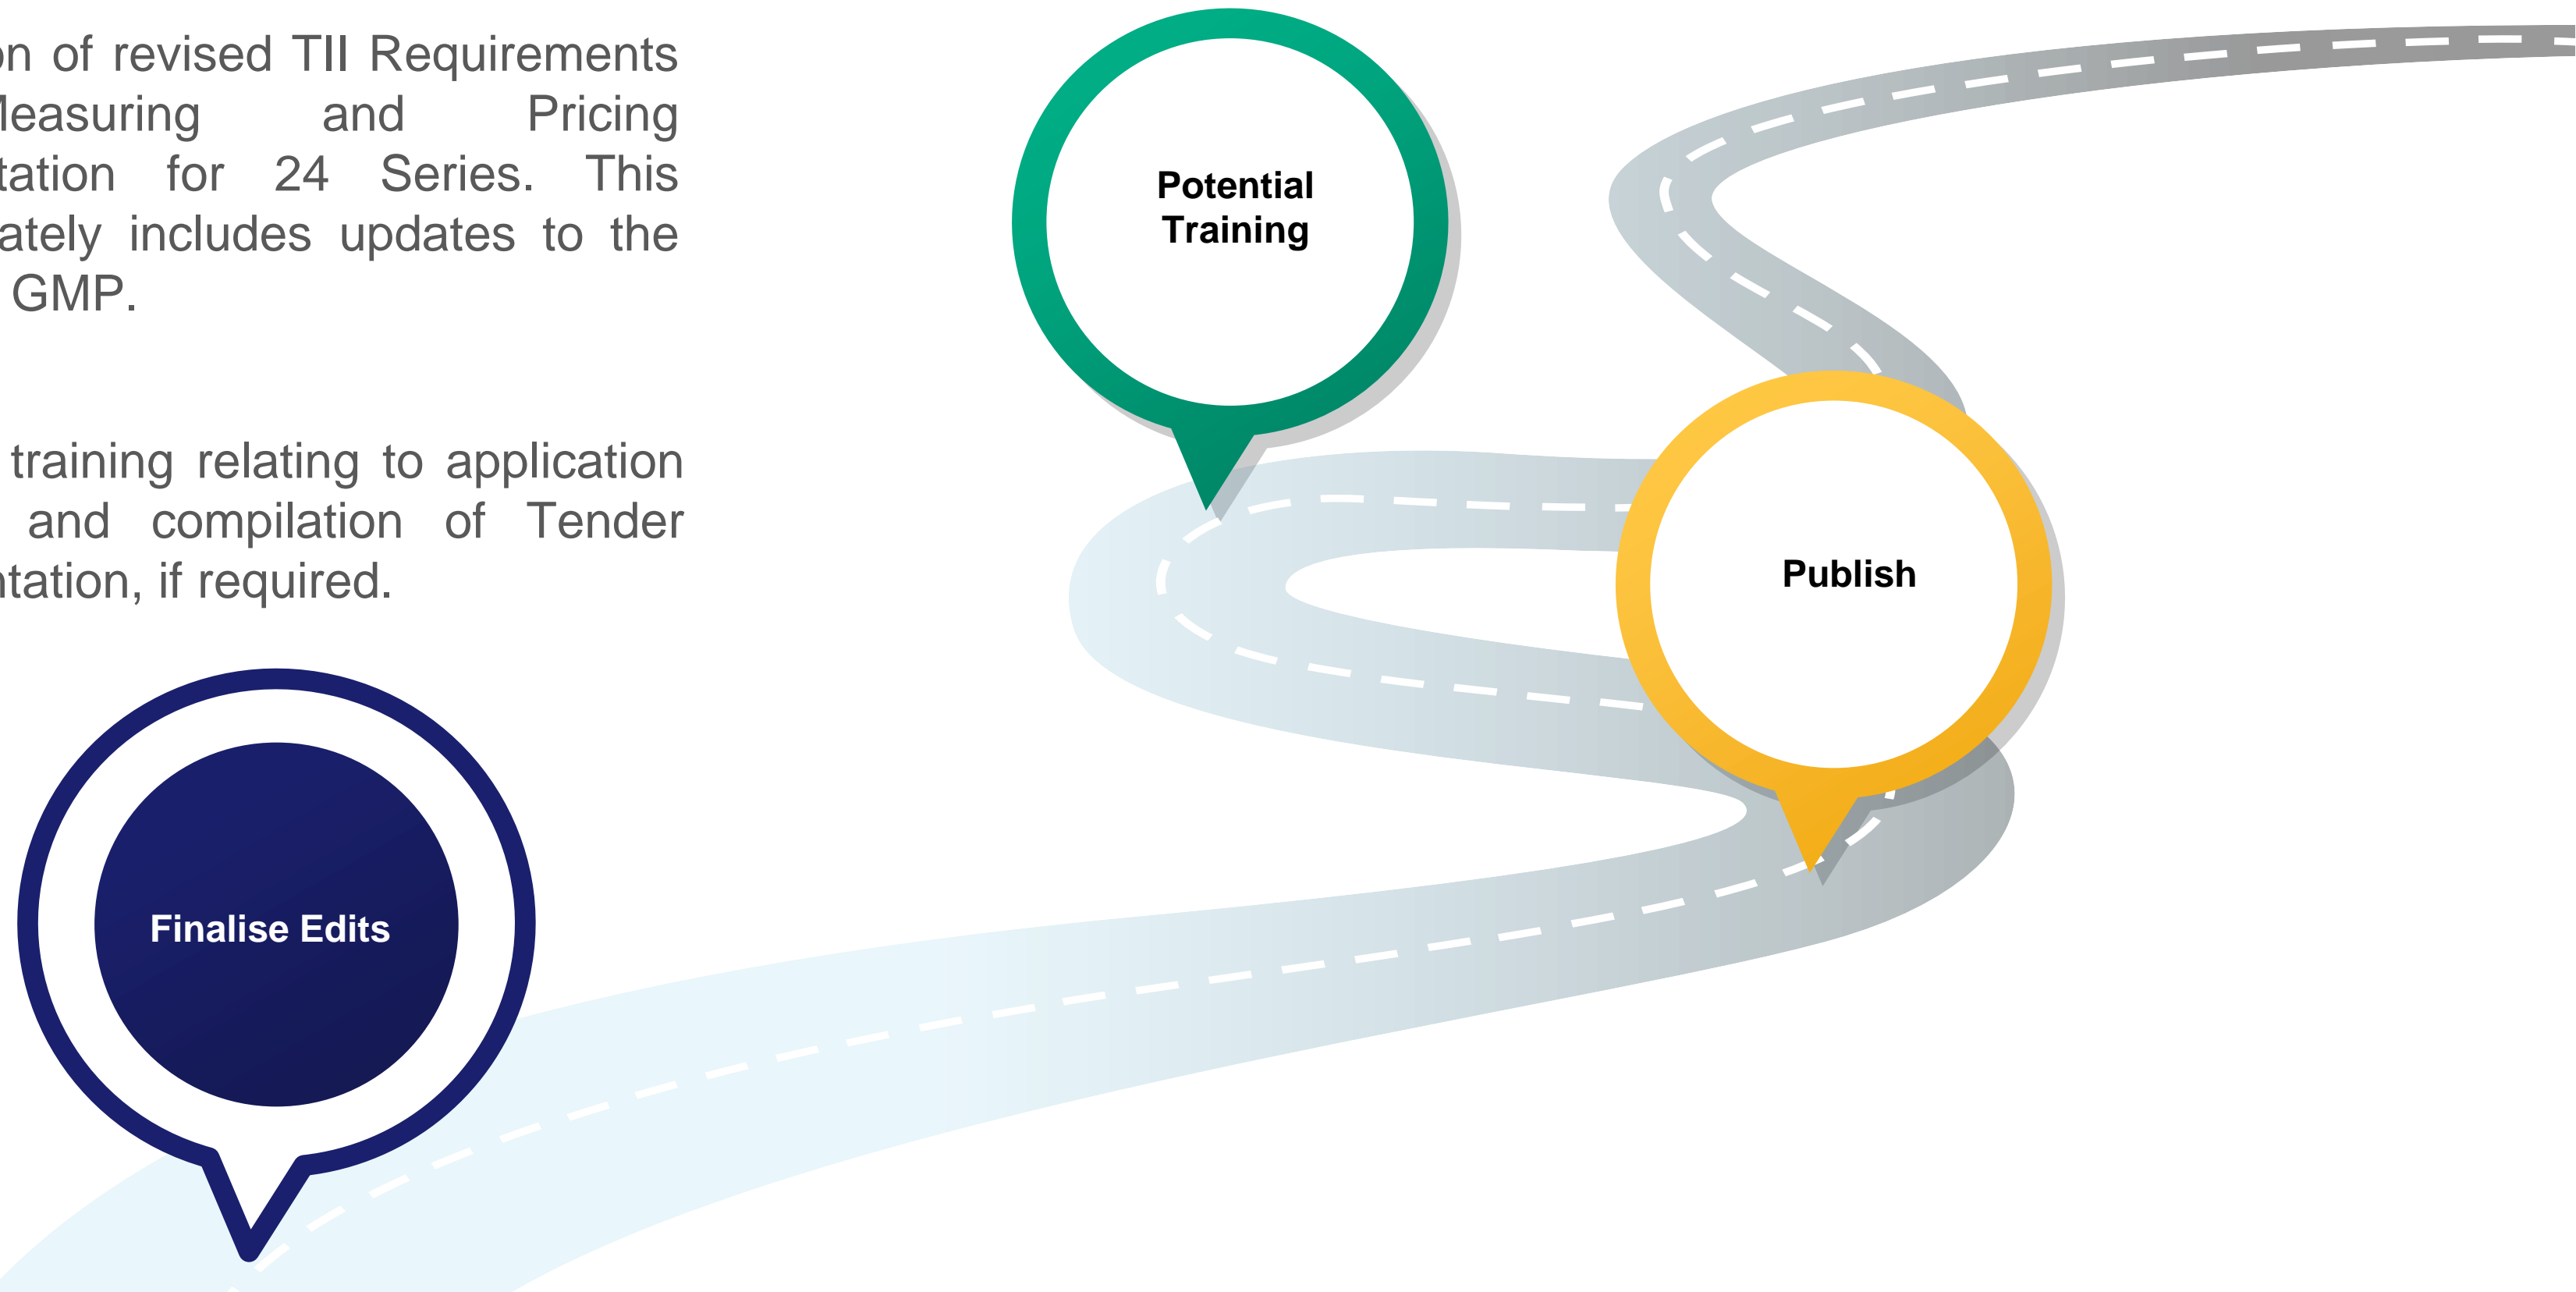 on of revised TII Requirements
Measuring and Pricing
tation for 24 Series. This
ately includes updates to the
GMP.
training relating to application
and compilation of Tender
ntation, if required.
Potential
Training
Publish
Finalise Edits